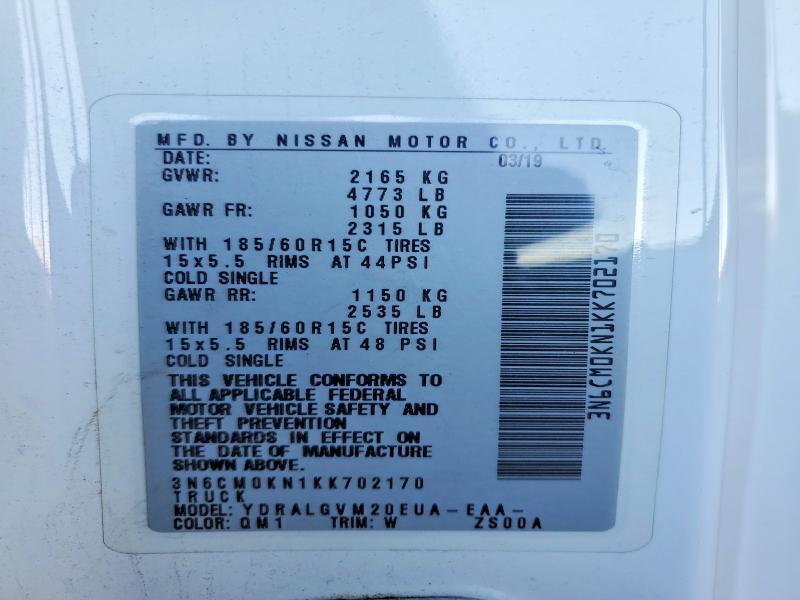 MFD. BY NISSAN MOTOR CO., LTD.
DATE: 03/19
GVWR: 2165 KG
4773 LB
GAWR FR: 1050 KG
2315 LB
WITH 185/60R15C TIRES
15x5.5 RIMS AT 44PSI
COLD SINGLE
GAWR RR: 1150 KG
2535 LB
WITH 185/60R15C TIRES
15x5.5 RIMS AT 48 PSI
COLD SINGLE
THIS VEHICLE CONFORMS TO
ALL APPLICABLE FEDERAL
MOTOR VEHICLE SAFETY AND
THEFT PREVENTION
STANDARDS IN EFFECT ON
THE DATE OF MANUFACTURE
SHOWN ABOVE.
3N6CM0KN1KK702170
TRUCK
MODEL: YDRALGVM20EUA-EAA-
COLOR: QM1 TRIM: W ZS00A
3N6CM0KN1KK702170